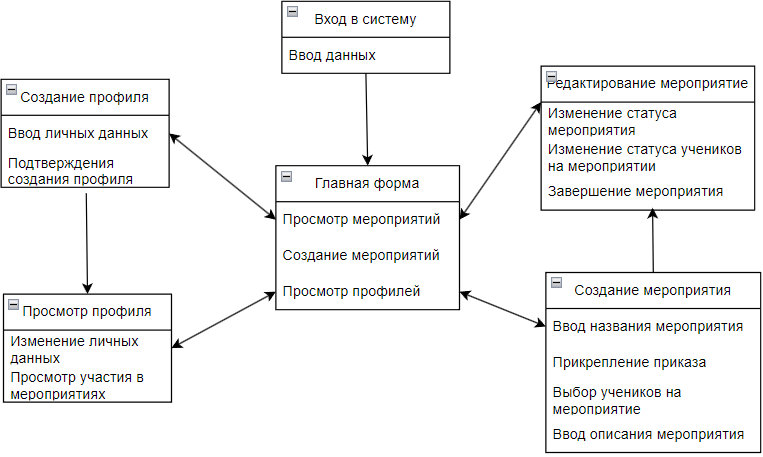 Вход в систему
Ввод данных
Создание профиля
Ввод личных данных
Подтверждения
создания профиля
Редактирование мероприятие
Изменение статуса
мероприятия
Изменение статуса учеников
на мероприятии
Завершение мероприятия
Главная форма
Просмотр мероприятий
Создание мероприятий
Просмотр профилей
Просмотр профиля
Изменение личных
данных
Просмотр участия в
мероприятиях
Создание мероприятия
Ввод названия мероприятия
Прикрепление приказа
Выбор учеников на
мероприятие
Ввод описания мероприятия